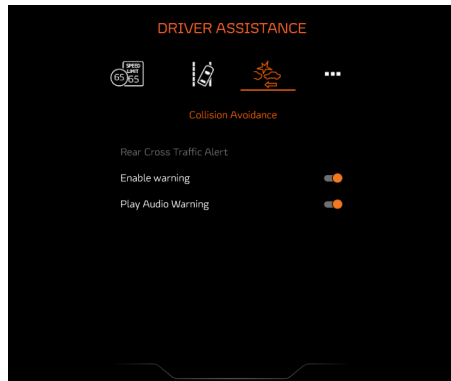 DRIVER ASSISTANCE
SPEED
LIMIT
65 65
Collision Avoidance
Rear Cross Traffic Alert
Enable warning
Play Audio Warning